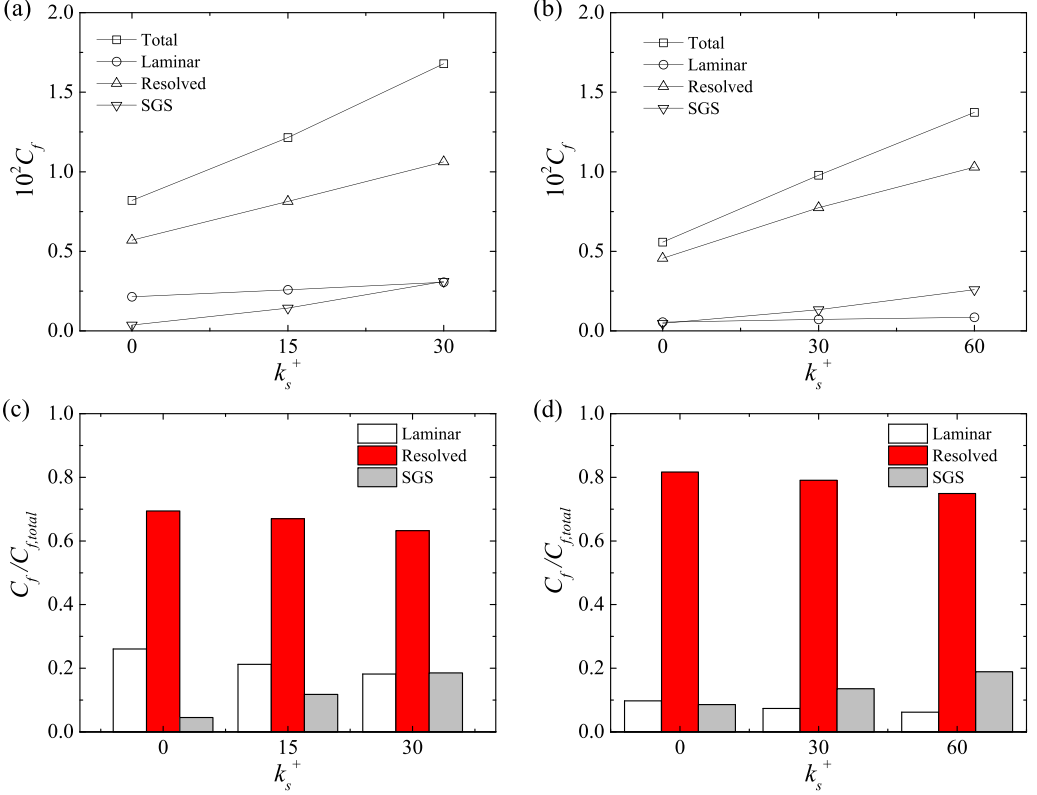 (a)
2.0
1.5
1.0
0.5
0.0
10²C_f
Total
Laminar
Resolved
SGS
0 15 30
k_s⁺
(b)
2.0
1.5
1.0
0.5
0.0
10²C_f
Total
Laminar
Resolved
SGS
0 30 60
k_s⁺
(c)
1.0
0.8
0.6
0.4
0.2
0.0
C_f/C_f,total
Laminar
Resolved
SGS
0 15 30
k_s⁺
(d)
1.0
0.8
0.6
0.4
0.2
0.0
C_f/C_f,total
Laminar
Resolved
SGS
0 30 60
k_s⁺